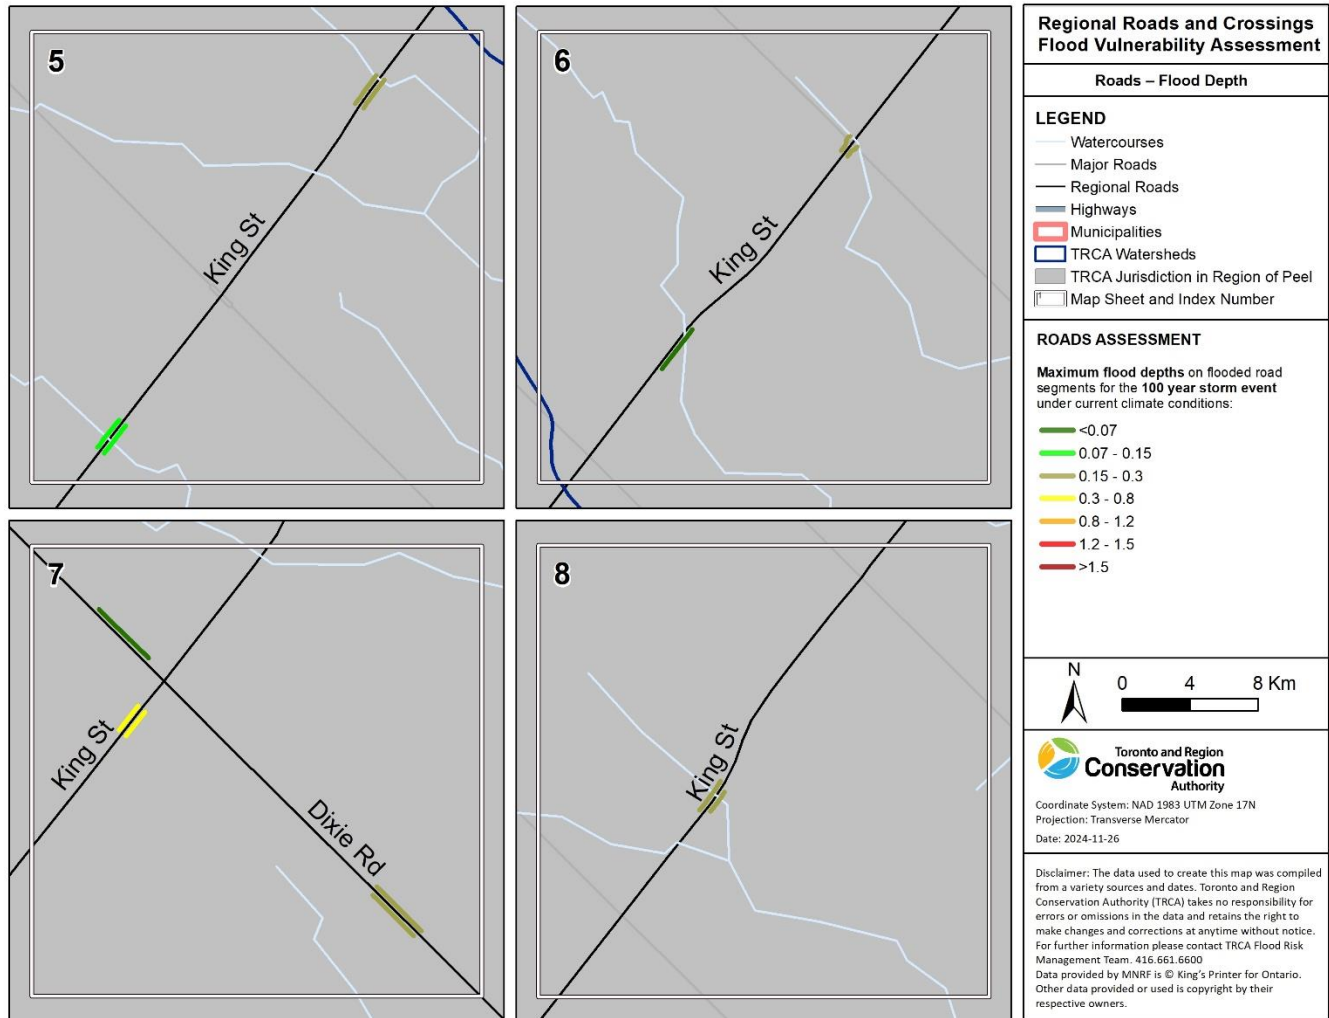 5
King St
6
King St
7
King St
Dixie Rd
8
King St
Regional Roads and Crossings
Flood Vulnerability Assessment
Roads – Flood Depth
LEGEND
Watercourses
Major Roads
Regional Roads
Highways
Municipalities
TRCA Watersheds
TRCA Jurisdiction in Region of Peel
1
Map Sheet and Index Number
ROADS ASSESSMENT
Maximum flood depths on flooded road
segments for the 100 year storm event
under current climate conditions:
<0.07
0.07 - 0.15
0.15 - 0.3
0.3 - 0.8
0.8 - 1.2
1.2 - 1.5
>1.5
N
0 4 8 Km
Toronto and Region
Conservation
Authority
Coordinate System: NAD 1983 UTM Zone 17N
Projection: Transverse Mercator
Date: 2024-11-26
Disclaimer: The data used to create this map was compiled
from a variety sources and dates. Toronto and Region
Conservation Authority (TRCA) takes no responsibility for
errors or omissions in the data and retains the right to
make changes and corrections at anytime without notice.
For further information please contact TRCA Flood Risk
Management Team. 416.661.6600
Data provided by MNRF is © King's Printer for Ontario.
Other data provided or used is copyright by their
respective owners.